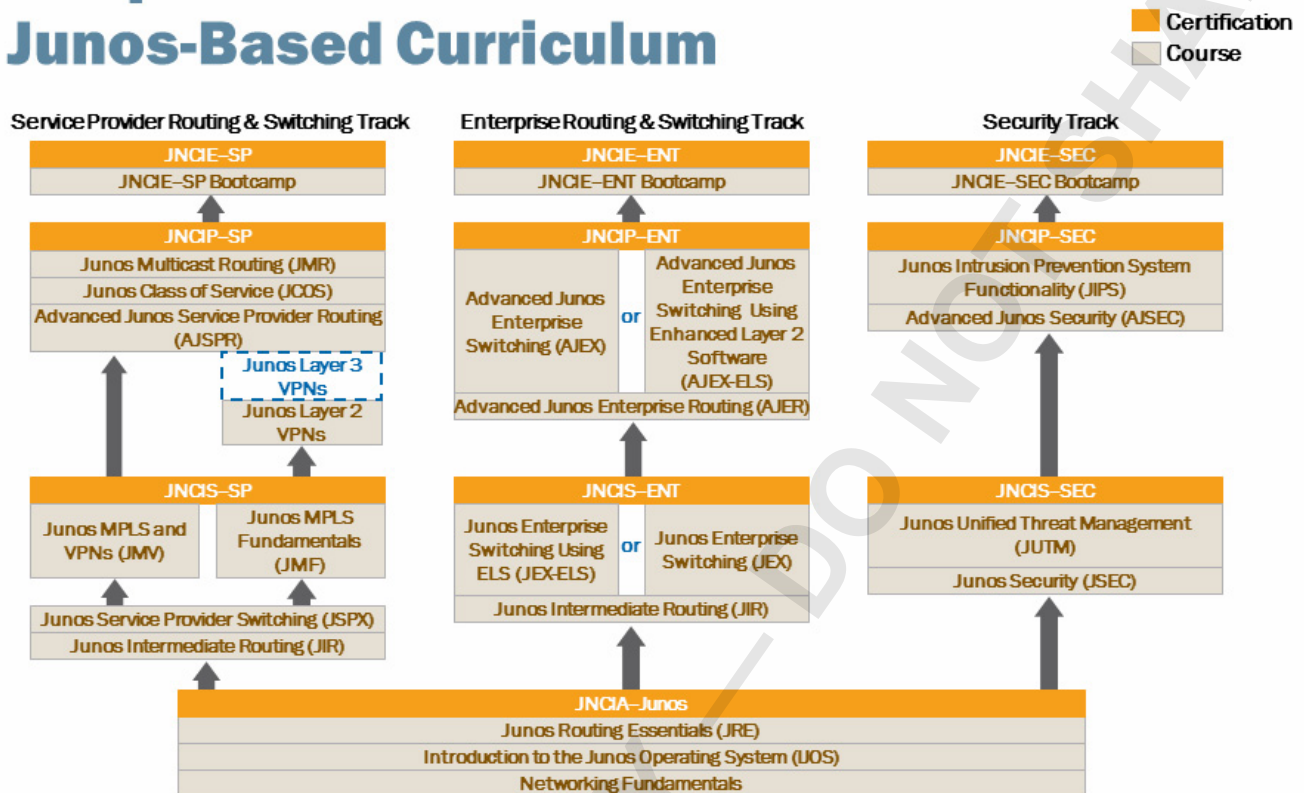 Junos-Based Curriculum
Certification
Course
Service Provider Routing & Switching Track
JNCIE–SP
JNCIE–SP Bootcamp
JNCIP–SP
Junos Multicast Routing (JMR)
Junos Class of Service (JCOS)
Advanced Junos Service Provider Routing
(AJSPR)
Junos Layer 3
VPNs
Junos Layer 2
VPNs
JNCIS–SP
Junos MPLS and
VPNs (JMV)
Junos MPLS
Fundamentals
(JMF)
Junos Service Provider Switching (JSPX)
Junos Intermediate Routing (JIR)
Enterprise Routing & Switching Track
JNCIE–ENT
JNCIE–ENT Bootcamp
JNCIP–ENT
Advanced Junos
Enterprise
Switching (AJEX)
or
Advanced Junos
Enterprise
Switching Using
Enhanced Layer 2
Software
(AJEX-ELS)
Advanced Junos Enterprise Routing (AJER)
JNCIS–ENT
Junos Enterprise
Switching Using
ELS (JEX-ELS)
or
Junos Enterprise
Switching (JEX)
Junos Intermediate Routing (JIR)
Security Track
JNCIE–SEC
JNCIE–SEC Bootcamp
JNCIP–SEC
Junos Intrusion Prevention System
Functionality (JIPS)
Advanced Junos Security (AJSEC)
JNCIS–SEC
Junos Unified Threat Management
(JUTM)
Junos Security (JSEC)
JNCIA–Junos
Junos Routing Essentials (JRE)
Introduction to the Junos Operating System (IJOS)
Networking Fundamentals
— DO NOT SHA